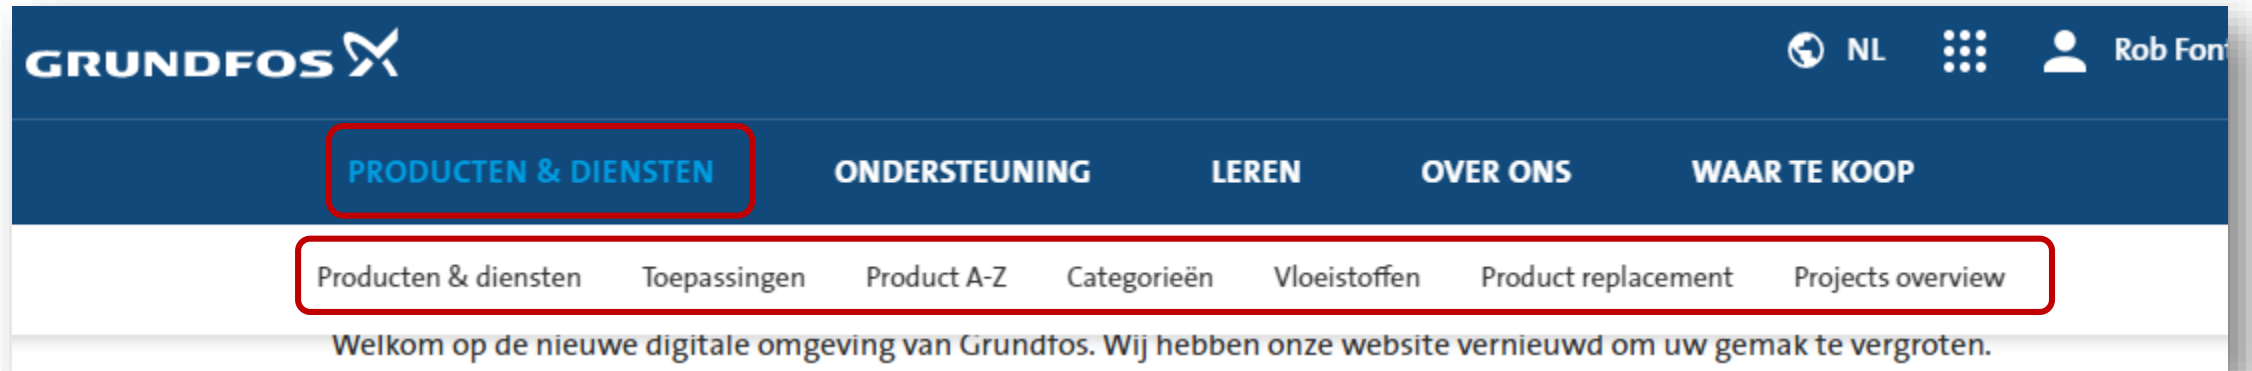 GRUNDFOS
NL
Rob
PRODUCTEN & DIENSTEN ONDERSTEUNING LEREN OVER ONS WAAR TE KOOP
Producten & diensten Toepassingen Product A-Z Categorieën Vloeistoffen Product replacement Projects overview
Welkom op de nieuwe digitale omgeving van Grundfos. Wij hebben onze website vernieuwd om uw gemak te vergroten.